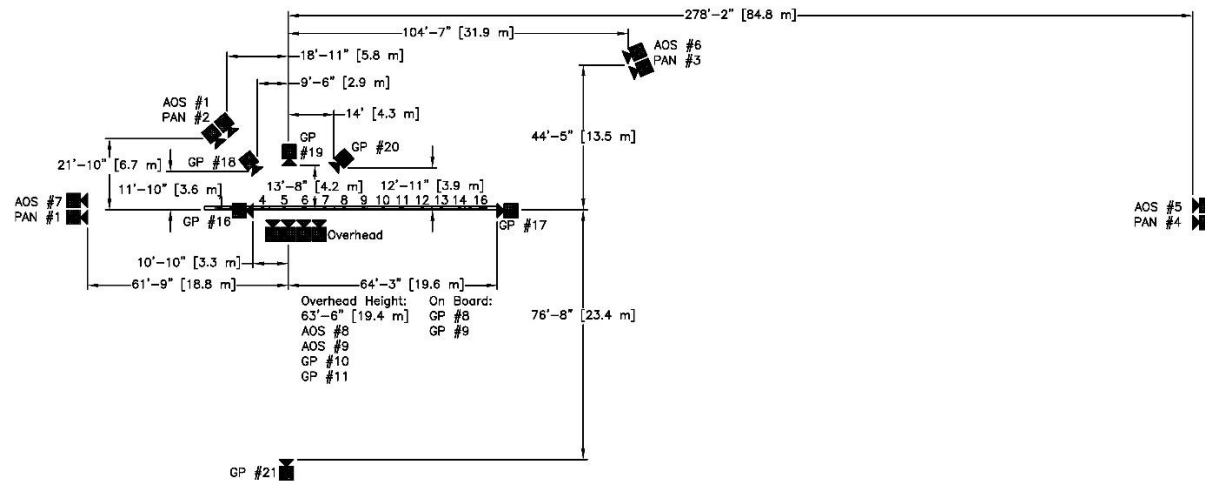 278'-2" [84.8 m]
104'-7" [31.9 m]
AOS #6
PAN #3
18'-11" [5.8 m]
9'-6" [2.9 m]
AOS #1
PAN #2
14' [4.3 m]
GP #19
GP #20
44'-5" [13.5 m]
21'-10" [6.7 m]
GP #18
11'-10" [3.6 m]
13'-8" [4.2 m]
12'-11" [3.9 m]
AOS #7
PAN #1
1 4 5 6 7 8 9 10 11 12 13 14 16
GP #16
GP #17
AOS #5
PAN #4
Overhead
10'-10" [3.3 m]
61'-9" [18.8 m]
64'-3" [19.6 m]
Overhead Height:
63'-6" [19.4 m]
AOS #8
AOS #9
GP #10
GP #11
On Board:
GP #8
GP #9
76'-8" [23.4 m]
GP #21